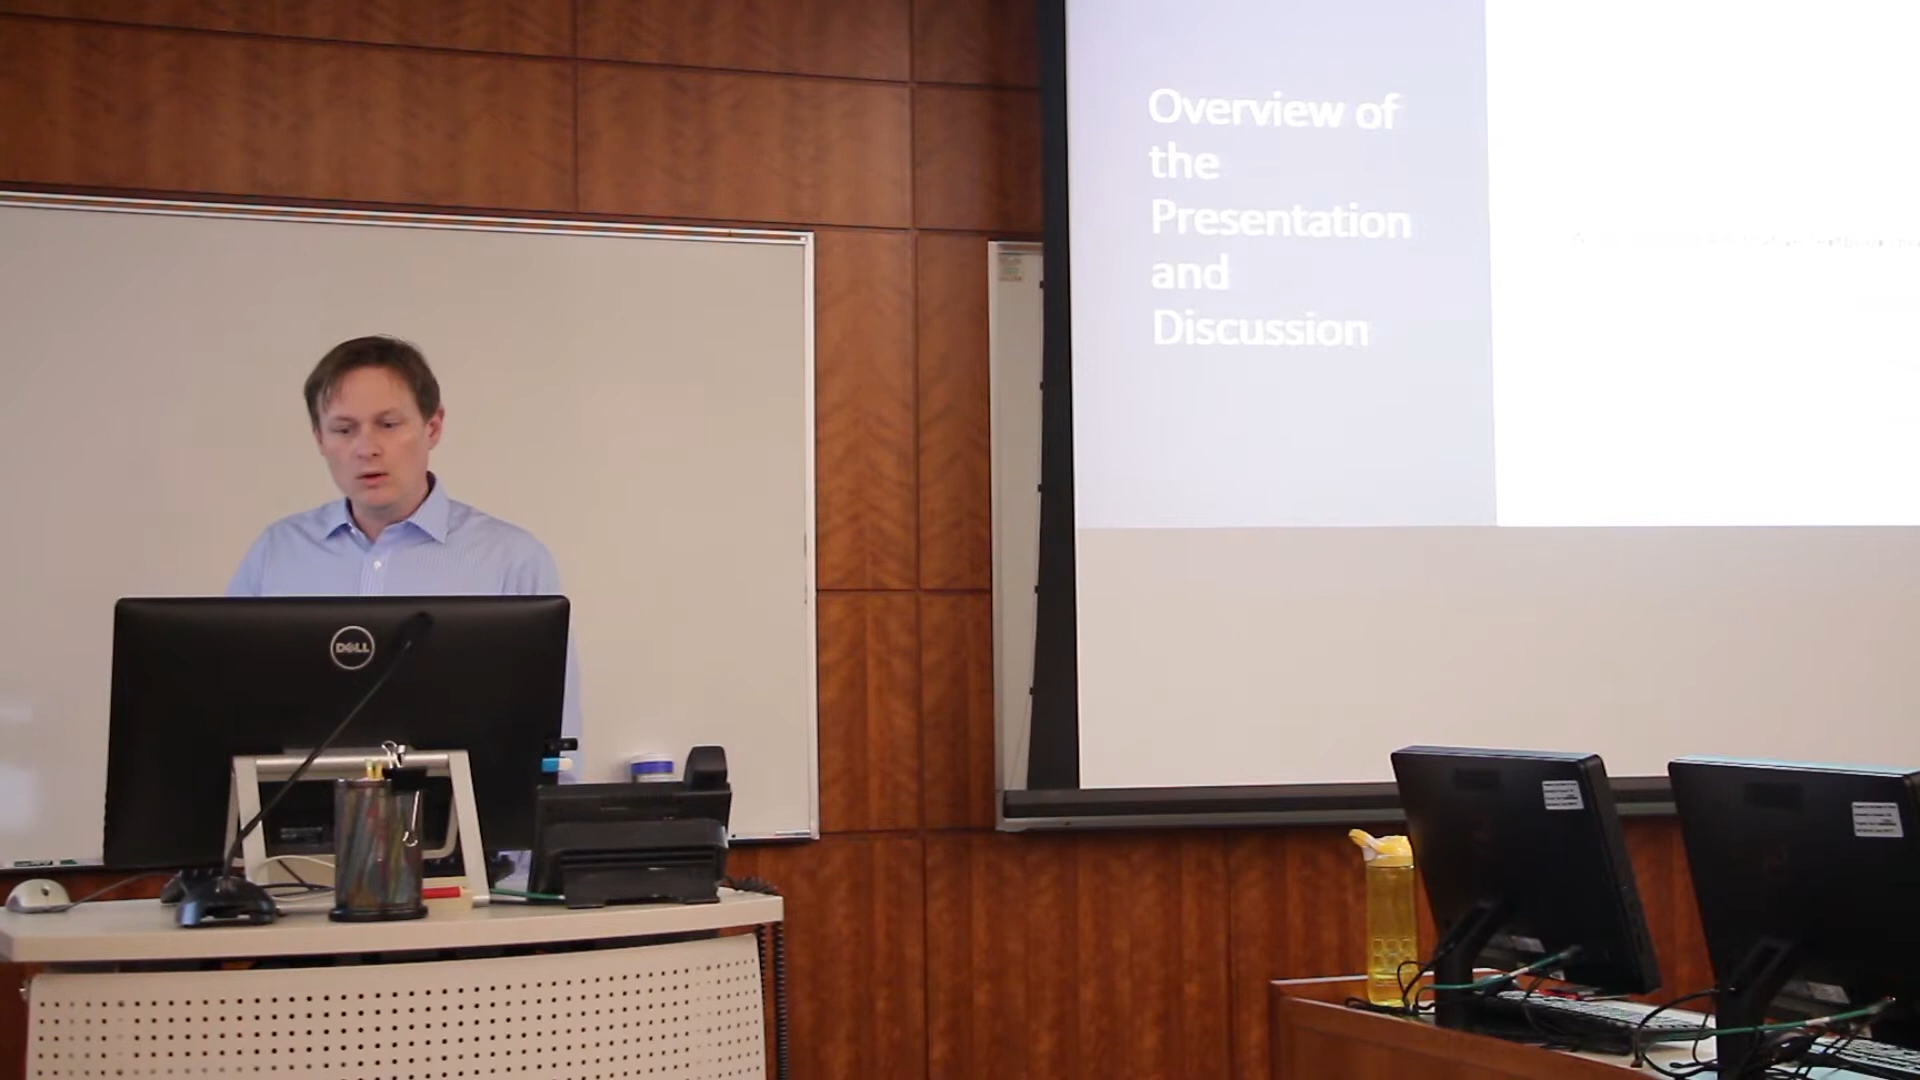 Overview of
the
Presentation
and
Discussion
DELL